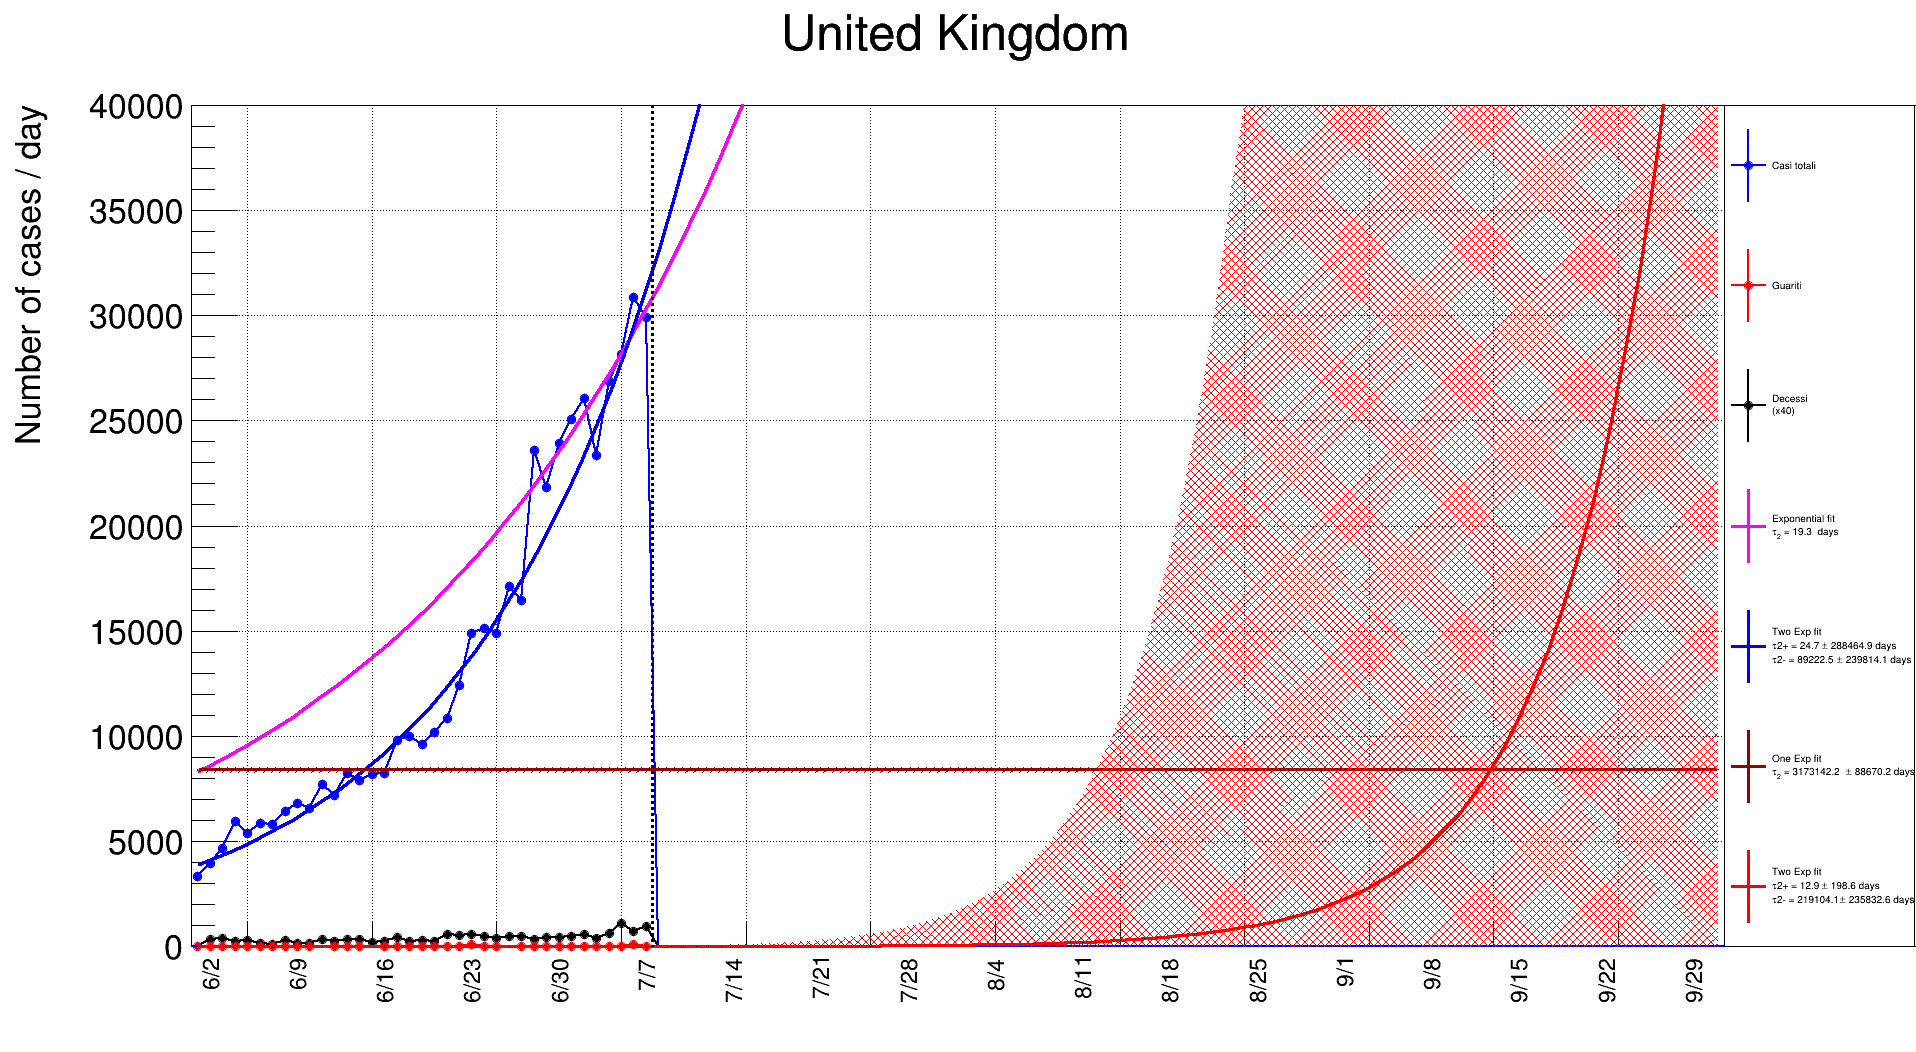 United Kingdom
Number of cases / day
40000
35000
30000
25000
20000
15000
10000
5000
0
6/2
6/9
6/16
6/23
6/30
7/7
7/14
7/21
7/28
8/4
8/11
8/18
8/25
9/1
9/8
9/15
9/22
9/29
Casi totali
Guariti
Decessi
(x40)
Exponential fit
τ2 = 19.3 days
Two Exp fit
τ2+ = 24.7 ± 288464.9 days
τ2- = 89222.5 ± 239814.1 days
One Exp fit
τ2 = 3173142.2 ± 88670.2 days
Two Exp fit
τ2+ = 12.9 ± 198.6 days
τ2- = 219104.1 ± 235832.6 days